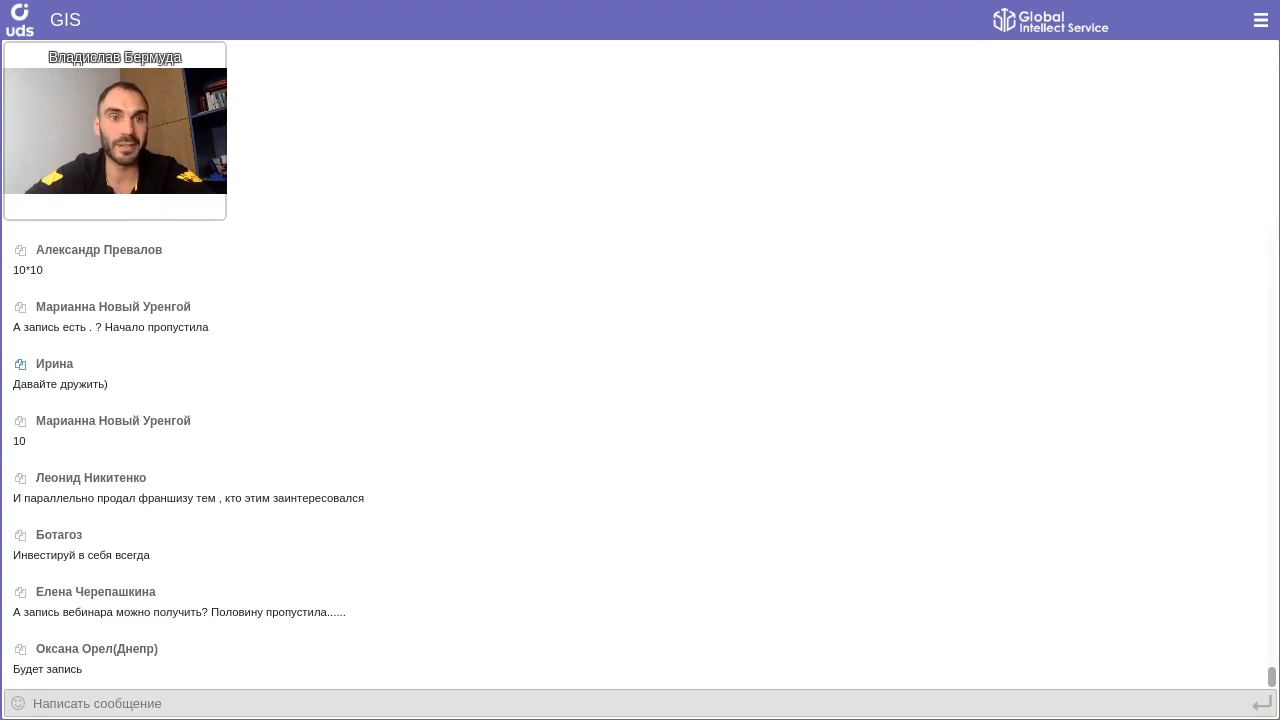 uds
GIS
Global
Intellect Service
Владислав Бермуда
Александр Превалов
10*10
Марианна Новый Уренгой
А запись есть . ? Начало пропустила
Ирина
Давайте дружить)
Марианна Новый Уренгой
10
Леонид Никитенко
И параллельно продал франшизу тем , кто этим заинтересовался
Ботагоз
Инвестируй в себя всегда
Елена Черепашкина
А запись вебинара можно получить? Половину пропустила......
Оксана Орел(Днепр)
Будет запись
Написать сообщение